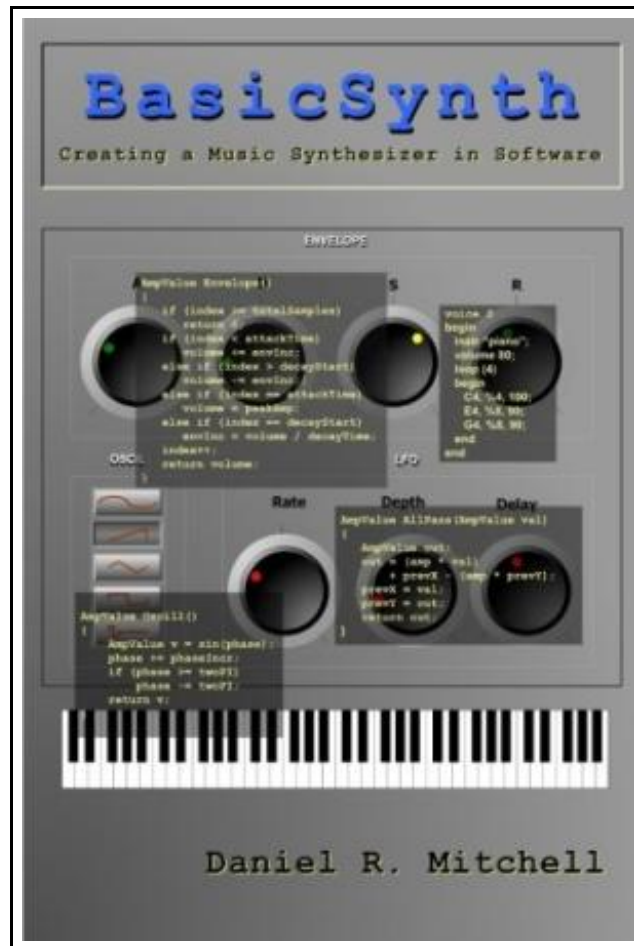 BasicSynth
Creating a Music Synthesizer in Software
ENVELOPE
A
S
R
AmpValue Envelope()
{
if (index >= totalSamples)
return
if (index < attackTime)
volume += envInc;
else if (index > decayStart)
volume -= envInc;
else if (index == attackTime)
volume = peakAmp;
else if (index == decayStart)
envInc = volume / decayTime;
index++;
return volume;
}
voice
begin
"piano";
volume 80;
loop (4)
begin
C4, %4, 100;
E4, %8, 90;
G4, %8, 90;
end
end
LFO
Rate
Depth
Delay
AmpValue AllPass(AmpValue val)
{
AmpValue out;
out = (amp * val)
+ prevX - (amp * prevY);
prevX = val;
prevY = out;
return out;
}
AmpValue
{
AmpValue v = sin(phase);
phase += phaseIncr;
if (phase >= twoPI)
phase -= twoPI;
return v;
Daniel R. Mitchell